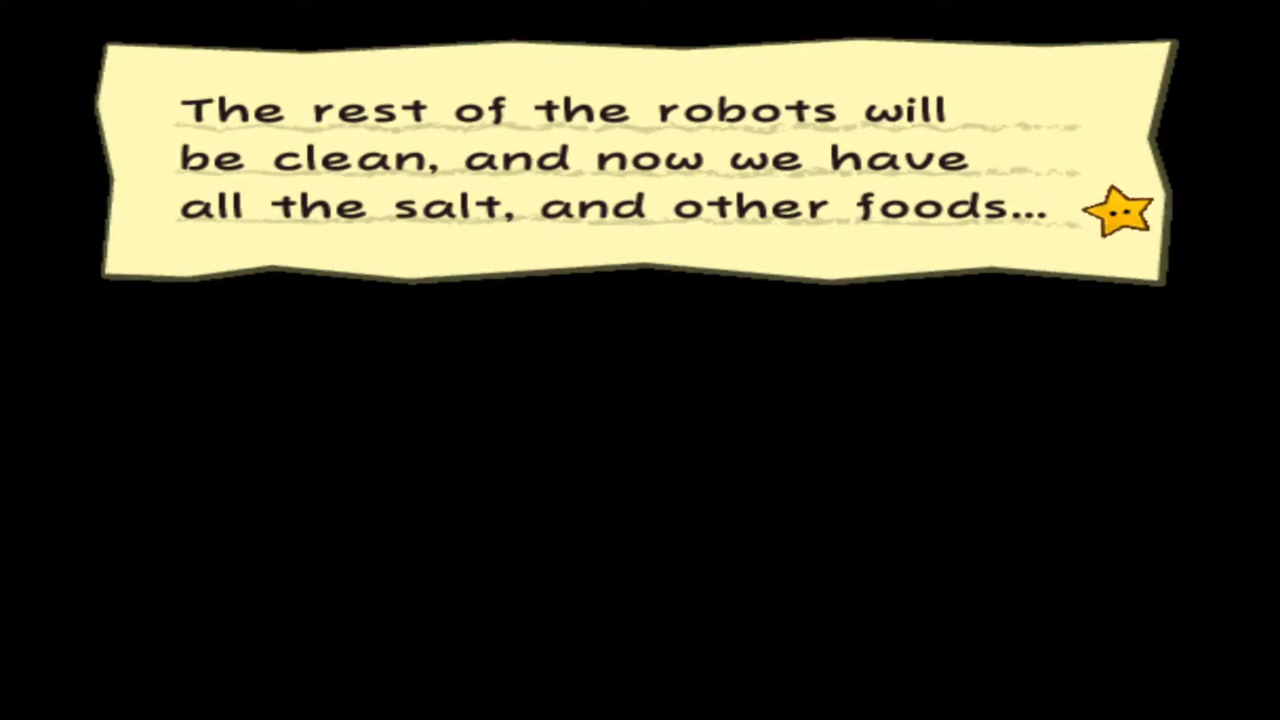 The rest of the robots will
be clean, and now we have
all the salt, and other foods...